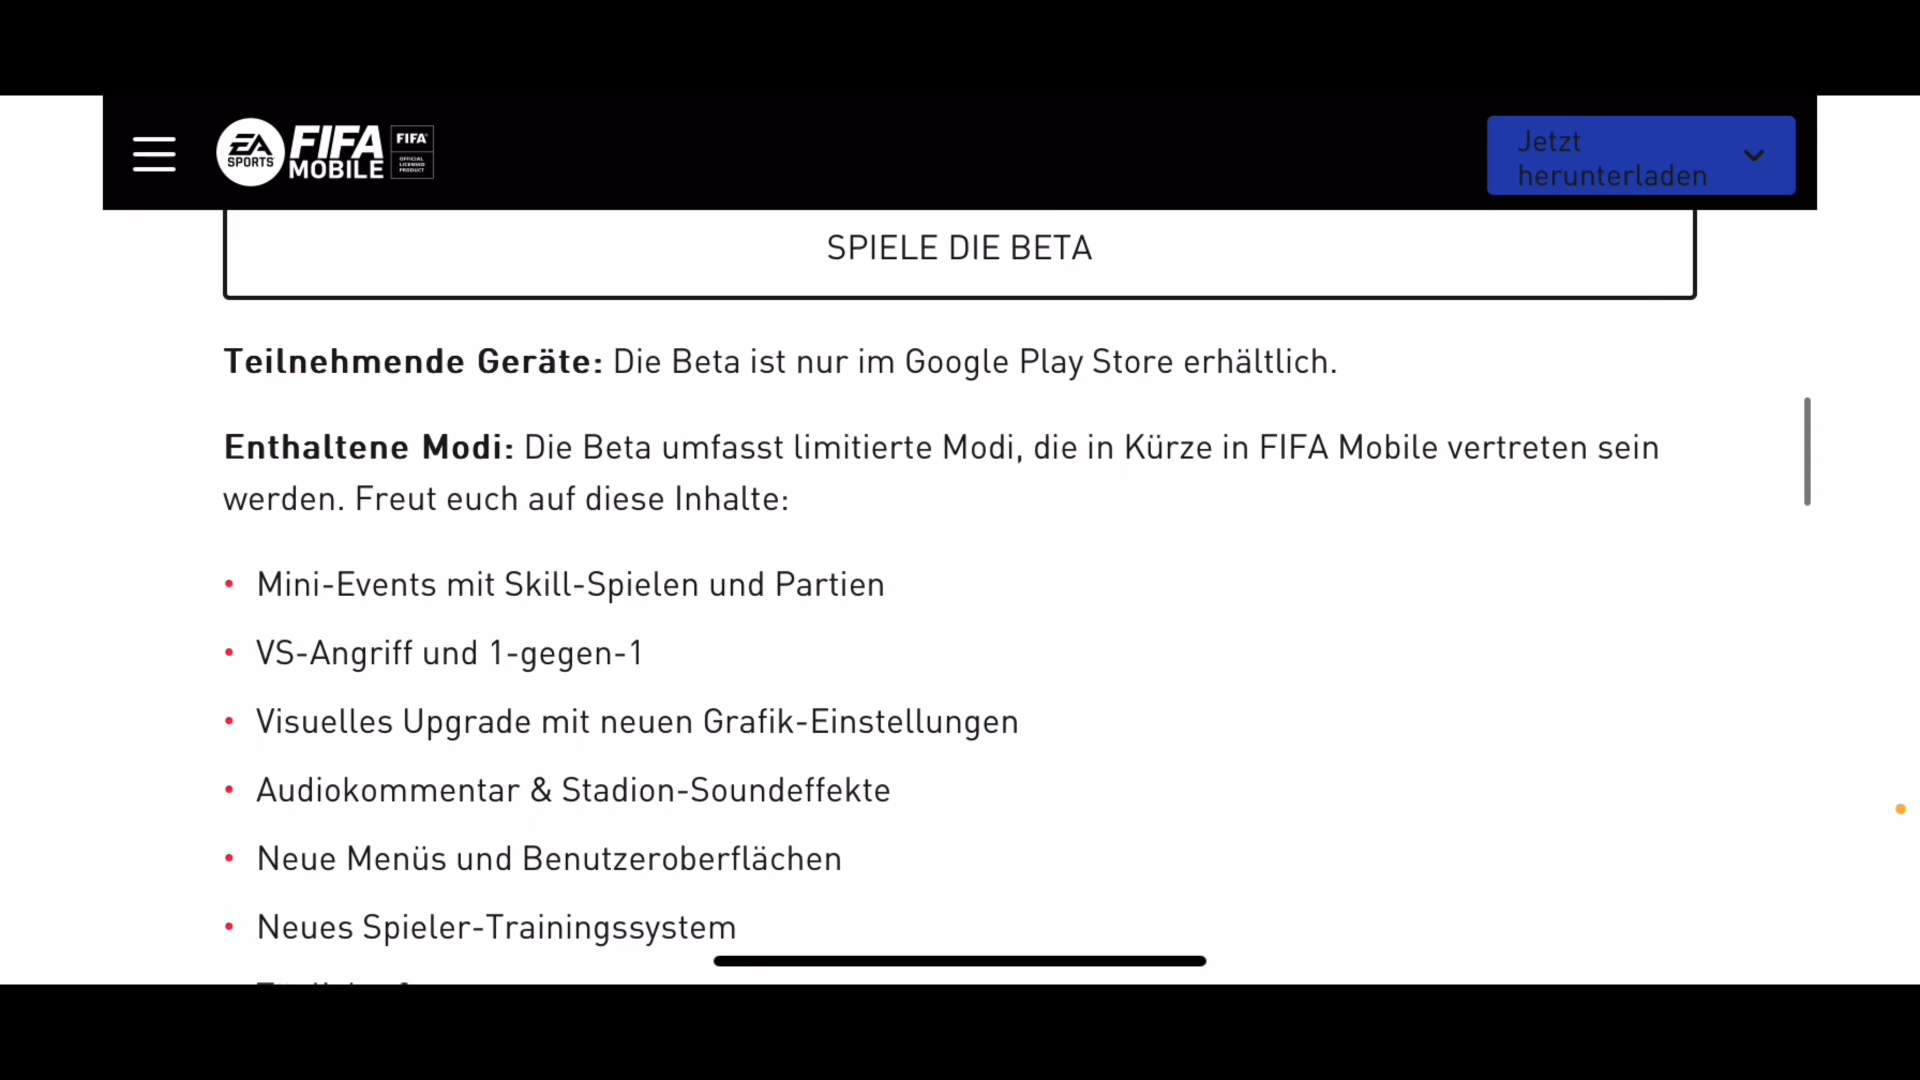 EA SPORTS FIFA MOBILE FIFA OFFICIAL LICENSED PRODUCT
Jetzt herunterladen
SPIELE DIE BETA
Teilnehmende Geräte: Die Beta ist nur im Google Play Store erhältlich.
Enthaltene Modi: Die Beta umfasst limitierte Modi, die in Kürze in FIFA Mobile vertreten sein
werden. Freut euch auf diese Inhalte:
• Mini-Events mit Skill-Spielen und Partien
• VS-Angriff und 1-gegen-1
• Visuelles Upgrade mit neuen Grafik-Einstellungen
• Audiokommentar & Stadion-Soundeffekte
• Neue Menüs und Benutzeroberflächen
• Neues Spieler-Trainingssystem